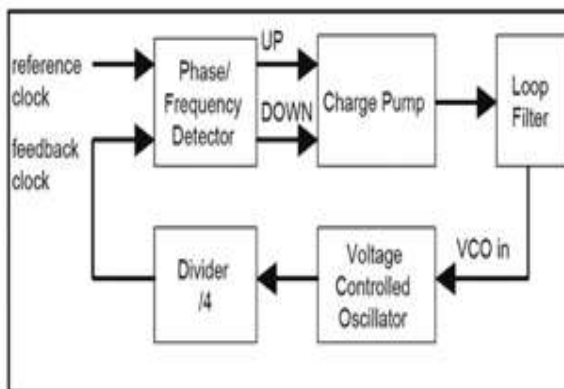 reference
clock
feedback
clock
Phase/
Frequency
Detector
UP
DOWN
Charge Pump
Loop
Filter
VCO in
Voltage
Controlled
Oscillator
Divider
/4